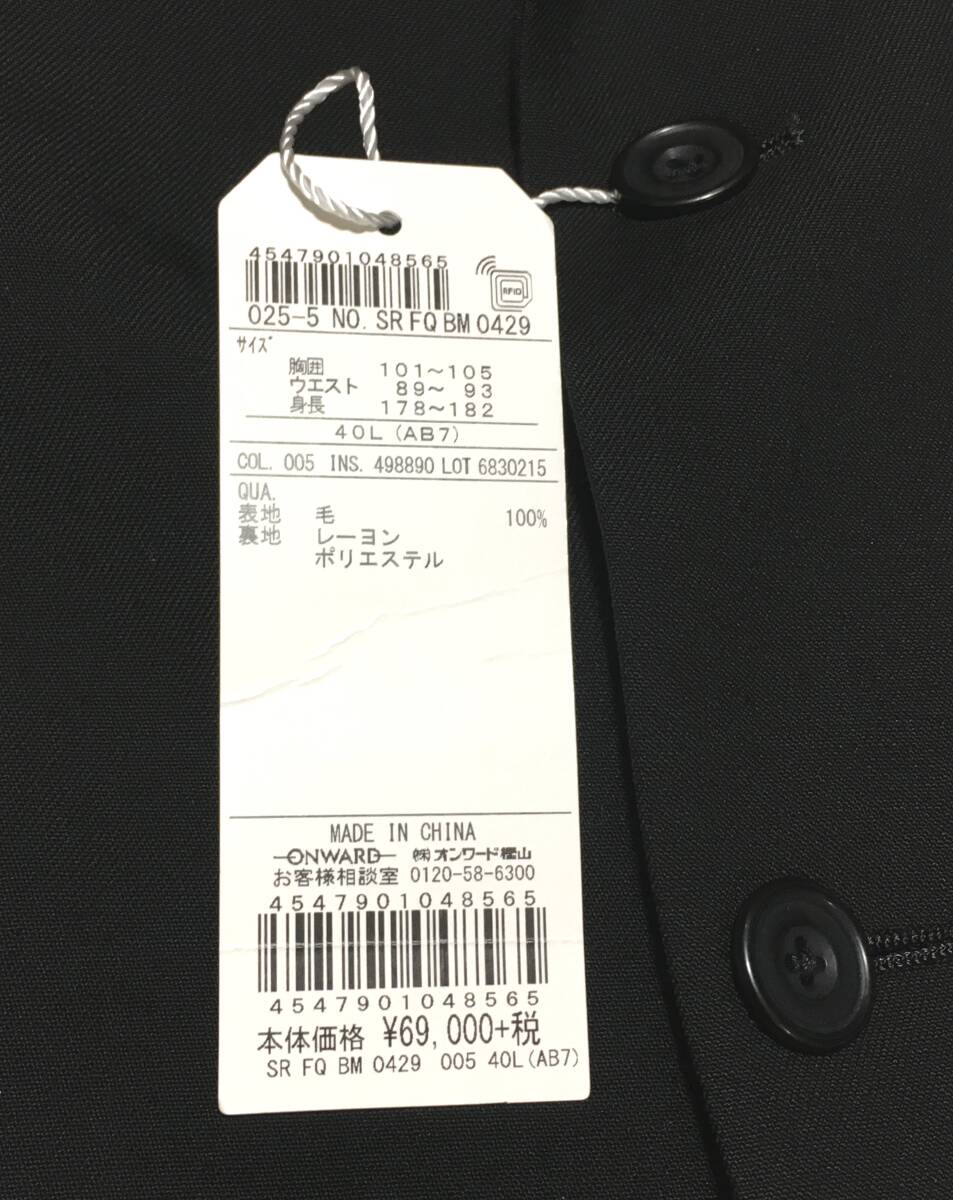 4547901048565
RFID
025-5 NO. SR FQ BM 0429
サイズ
胸囲 101～105
ウエスト 89～ 93
身長 178～182
40L (AB7)
COL. 005 INS. 498890 LOT 6830215
QUA.
表地 毛 100%
裏地 レーヨン
ポリエステル
MADE IN CHINA
ONWARD ㈱オンワード樫山
お客様相談室 0120-58-6300
4547901048565
4547901048565
本体価格 ¥69,000+税
SR FQ BM 0429 005 40L(AB7)